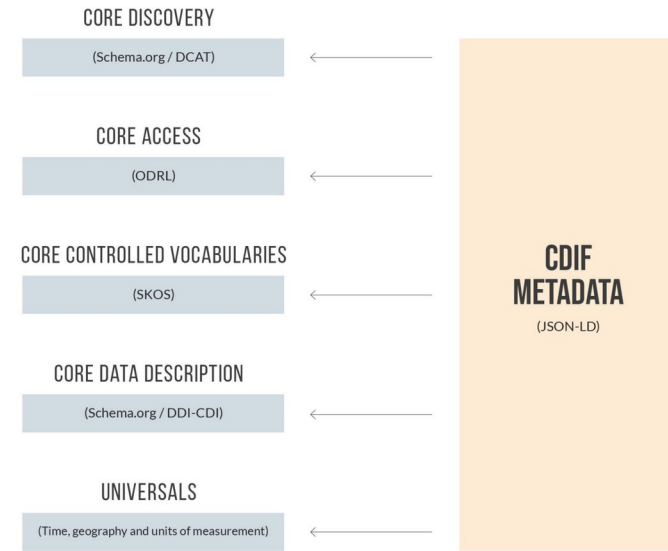 CORE DISCOVERY
(Schema.org / DCAT)
CORE ACCESS
(ODRL)
CORE CONTROLLED VOCABULARIES
(SKOS)
CORE DATA DESCRIPTION
(Schema.org / DDI-CDI)
UNIVERSALS
(Time, geography and units of measurement)
CDIF
METADATA
(JSON-LD)